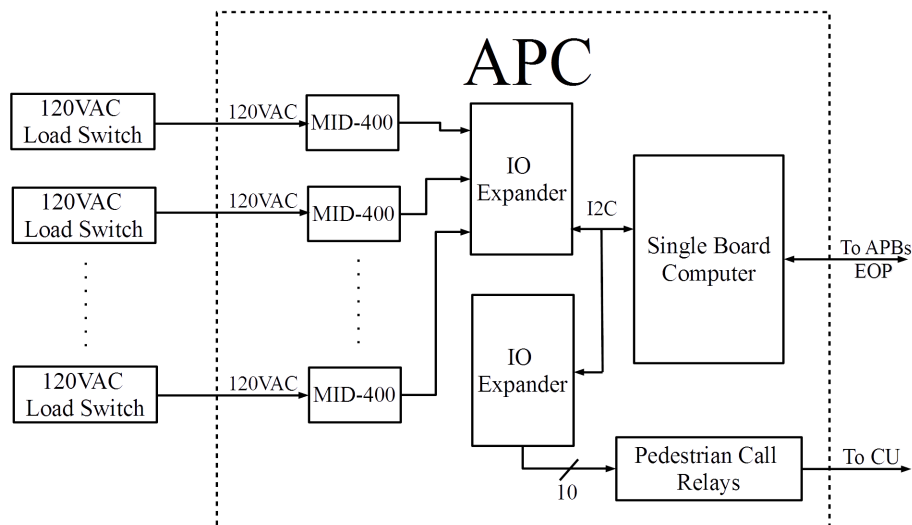 APC
120VAC
Load Switch
120VAC
MID-400
120VAC
Load Switch
120VAC
MID-400
IO
Expander
I2C
Single Board
Computer
To APBs
EOP
120VAC
Load Switch
120VAC
MID-400
IO
Expander
10
Pedestrian Call
Relays
To CU